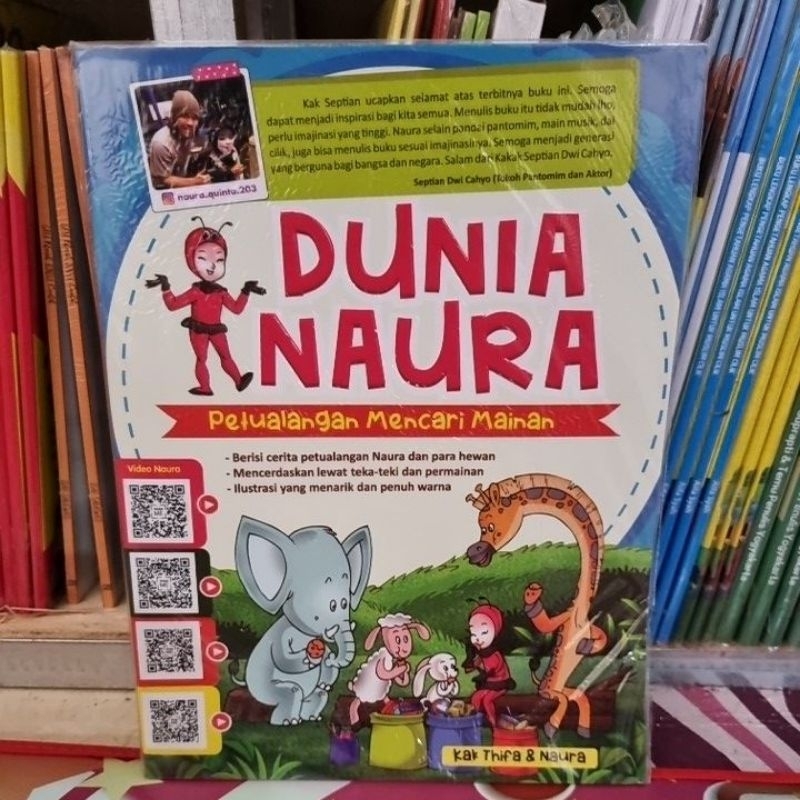 Kak Septian ucapkan selamat atas terbitnya buku ini. Semoga
dapat menjadi inspirasi bagi kita semua. Menulis buku itu tidak mudah lho,
perlu imajinasi yang tinggi. Naura selain pandai pantomim, main musik, dai
cilik, juga bisa menulis buku sesuai imajinasinya. Semoga menjadi generasi
yang berguna bagi bangsa dan negara. Salam dari Kakak Septian Dwi Cahyo.
Septian Dwi Cahyo (Tokoh Pantomim dan Aktor)
naura.quinta.203
DUNIA
NAURA
Petualangan Mencari Mainan
- Berisi cerita petualangan Naura dan para hewan
- Mencerdaskan lewat teka-teki dan permainan
- Ilustrasi yang menarik dan penuh warna
Video Naura
Kak Thifa & Naura